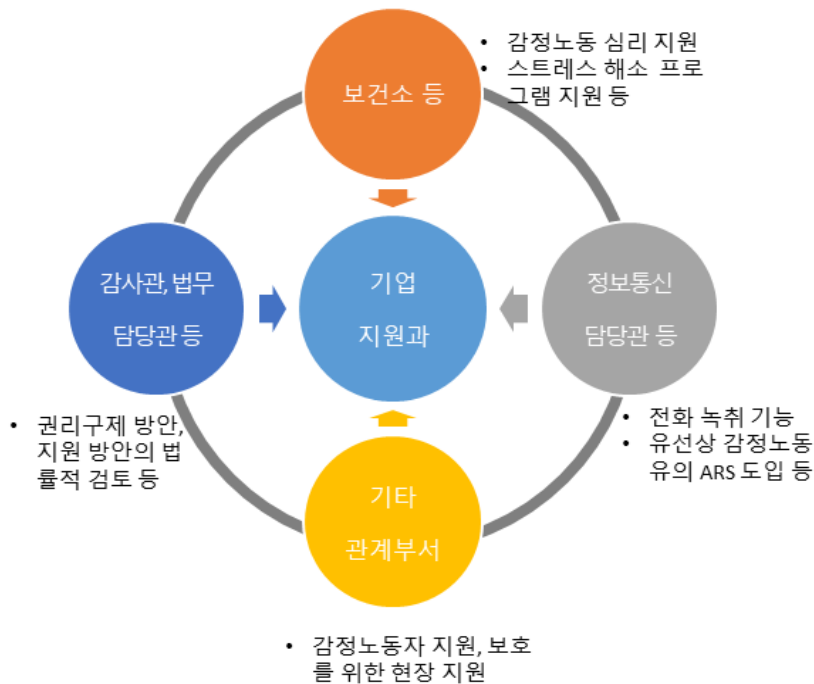 • 감정노동 심리 지원
• 스트레스 해소 프로
그램 지원 등
보건소 등
감사관, 법무
담당관 등
기업
지원과
정보통신
담당관 등
• 권리구제 방안,
지원 방안의 법
률적 검토 등
• 전화 녹취 기능
• 유선상 감정노동
유의 ARS 도입 등
기타
관계부서
• 감정노동자 지원, 보호
를 위한 현장 지원